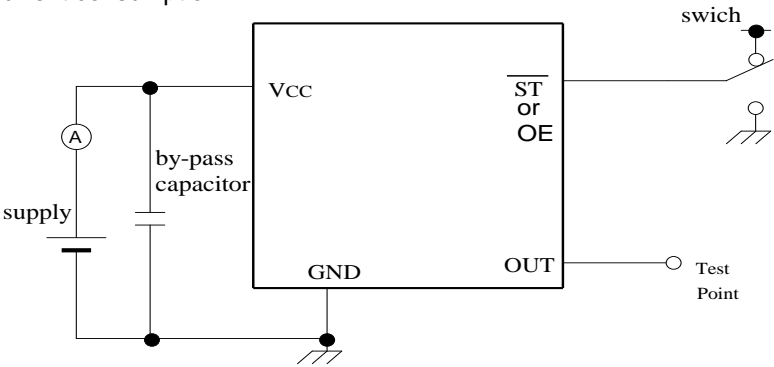 swich
VCC
ST
or
OE
A
by-pass
capacitor
supply
GND
OUT
Test
Point